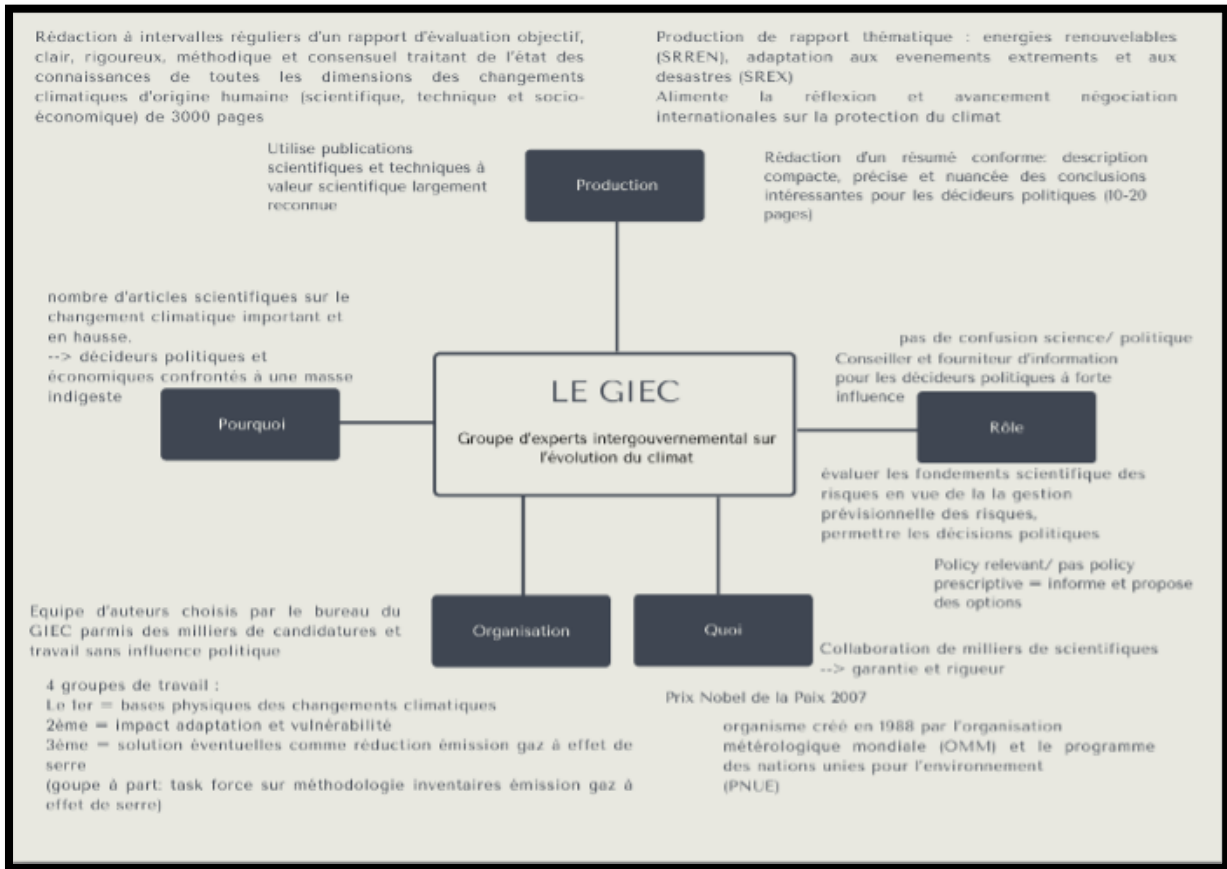 Rédaction à intervalles réguliers d'un rapport d'évaluation objectif,
clair, rigoureux, méthodique et consensuel traitant de l'état des
connaissances de toutes les dimensions des changements
climatiques d'origine humaine (scientifique, technique et socio-
économique) de 3000 pages
Production de rapport thématique : energies renouvelables
(SRREN), adaptation aux evenements extrements et aux
desastres (SREX)
Alimente la réflexion et avancement négociation
internationales sur la protection du climat
Utilise publications
scientifiques et techniques à
valeur scientifique largement
reconnue
Production
Rédaction d'un résumé conforme: description
compacte, précise et nuancée des conclusions
intéressantes pour les décideurs politiques (10-20
pages)
nombre d'articles scientifiques sur le
changement climatique important et
en hausse.
--> décideurs politiques et
économiques confrontés à une masse
indigeste
Pourquoi
LE GIEC
Groupe d'experts intergouvernemental sur
l'évolution du climat
pas de confusion science/ politique
Conseiller et fourniteur d'information
pour les décideurs politiques à forte
influence
Rôle
évaluer les fondements scientifique des
risques en vue de la la gestion
prévisionnelle des risques,
permettre les décisions politiques
Policy relevant/ pas policy
prescriptive = informe et propose
des options
Equipe d'auteurs choisis par le bureau du
GIEC parmis des milliers de candidatures et
travail sans influence politique
Organisation
Quoi
Collaboration de milliers de scientifiques
--> garantie et rigueur
4 groupes de travail :
Le 1er = bases physiques des changements climatiques
2ème = impact adaptation et vulnérabilité
3ème = solution éventuelles comme réduction émission gaz à effet de
serre
(goupe à part: task force sur méthodologie inventaires émission gaz à
effet de serre)
Prix Nobel de la Paix 2007
organisme créé en 1988 par l'organisation
métérologique mondiale (OMM) et le programme
des nations unies pour l'environnement
(PNUE)